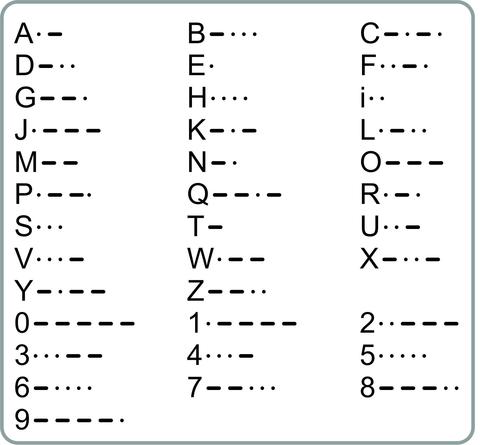 A·– B–··· C–·–·
D–·· E· F··–·
G––· H···· i··
J·––– K–·– L·–··
M–– N–· O–––
P·––· Q––·– R·–·
S··· T– U··–
V···– W·–– X–··–
Y–·–– Z––··
0––––– 1·–––– 2··–––
3···–– 4···– 5·····
6–···· 7––··· 8–––··
9––––·